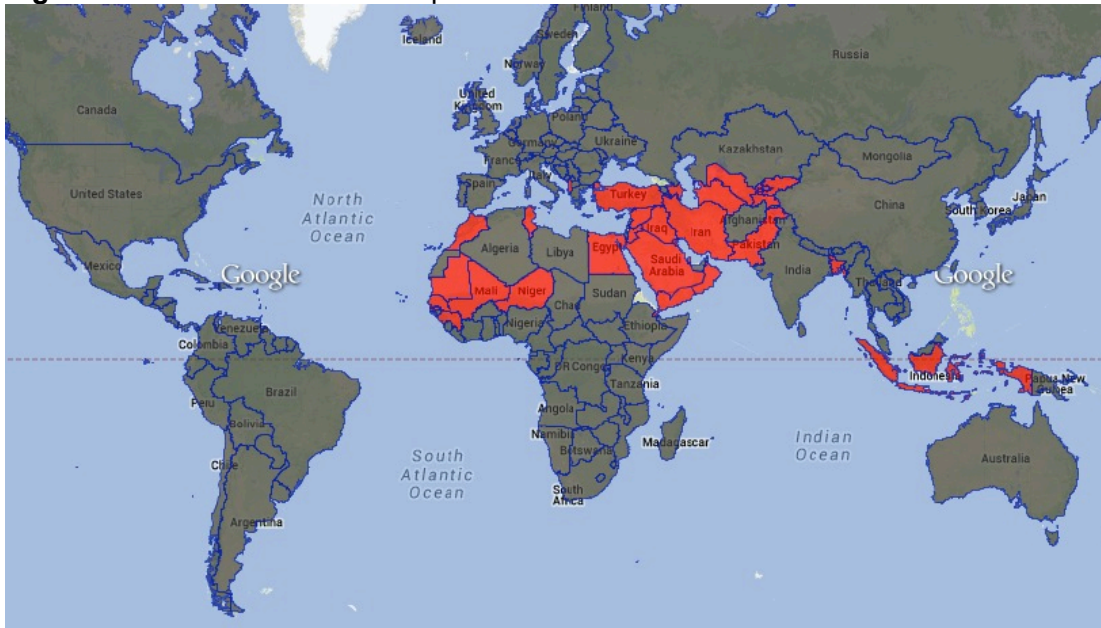 Finland
Iceland
Sweden
Russia
Norway
United
Kingdom
Canada
Poland
Germany
Ukraine
Kazakhstan
France
Mongolia
Italy
United States
Spain
Turkey
North
Atlantic
Ocean
China
Japan
South Korea
Afghanistan
Iraq
Iran
Algeria
Libya
Egypt
Pakistan
Mexico
Google
Saudi
Arabia
India
Google
Mali
Niger
Sudan
Thailand
Chad
Nigeria
Ethiopia
Venezuela
Colombia
DR Congo
Kenya
Indonesia
Papua New
Guinea
Tanzania
Brazil
Peru
Angola
Bolivia
Namibia
Botswana
Madagascar
Indian
Ocean
South
Atlantic
Ocean
Chile
Australia
South
Africa
Argentina